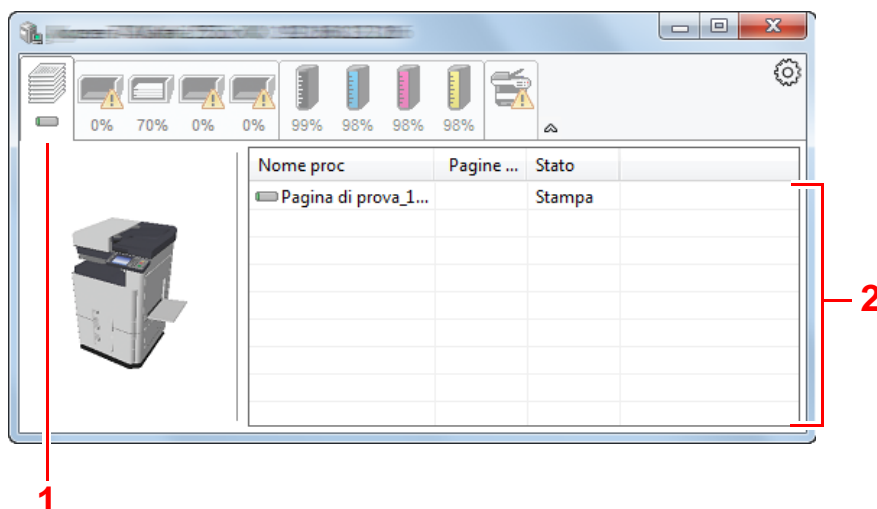 0% 70% 0% 0% 99% 98% 98% 98%
Nome proc Pagine ... Stato
Pagina di prova_1... Stampa
2
1